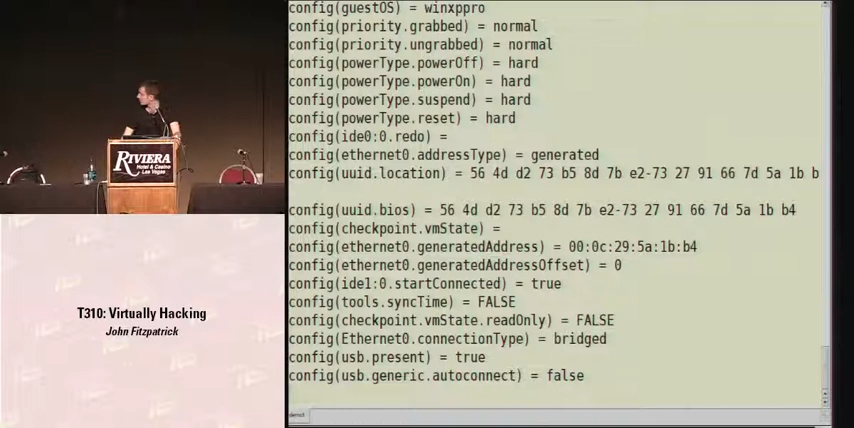 RIVIERA
Hotel & Casino
Las Vegas
T310: Virtually Hacking
John Fitzpatrick
config(guestOS) = winxppro
config(priority.grabbed) = normal
config(priority.ungrabbed) = normal
config(powerType.powerOff) = hard
config(powerType.powerOn) = hard
config(powerType.suspend) = hard
config(powerType.reset) = hard
config(ide0:0.redo) =
config(ethernet0.addressType) = generated
config(uuid.location) = 56 4d d2 73 b5 8d 7b e2-73 27 91 66 7d 5a 1b b
config(uuid.bios) = 56 4d d2 73 b5 8d 7b e2-73 27 91 66 7d 5a 1b b4
config(checkpoint.vmState) =
config(ethernet0.generatedAddress) = 00:0c:29:5a:1b:b4
config(ethernet0.generatedAddressOffset) = 0
config(ide1:0.startConnected) = true
config(tools.syncTime) = FALSE
config(checkpoint.vmState.readOnly) = FALSE
config(Ethernet0.connectionType) = bridged
config(usb.present) = true
config(usb.generic.autoconnect) = false